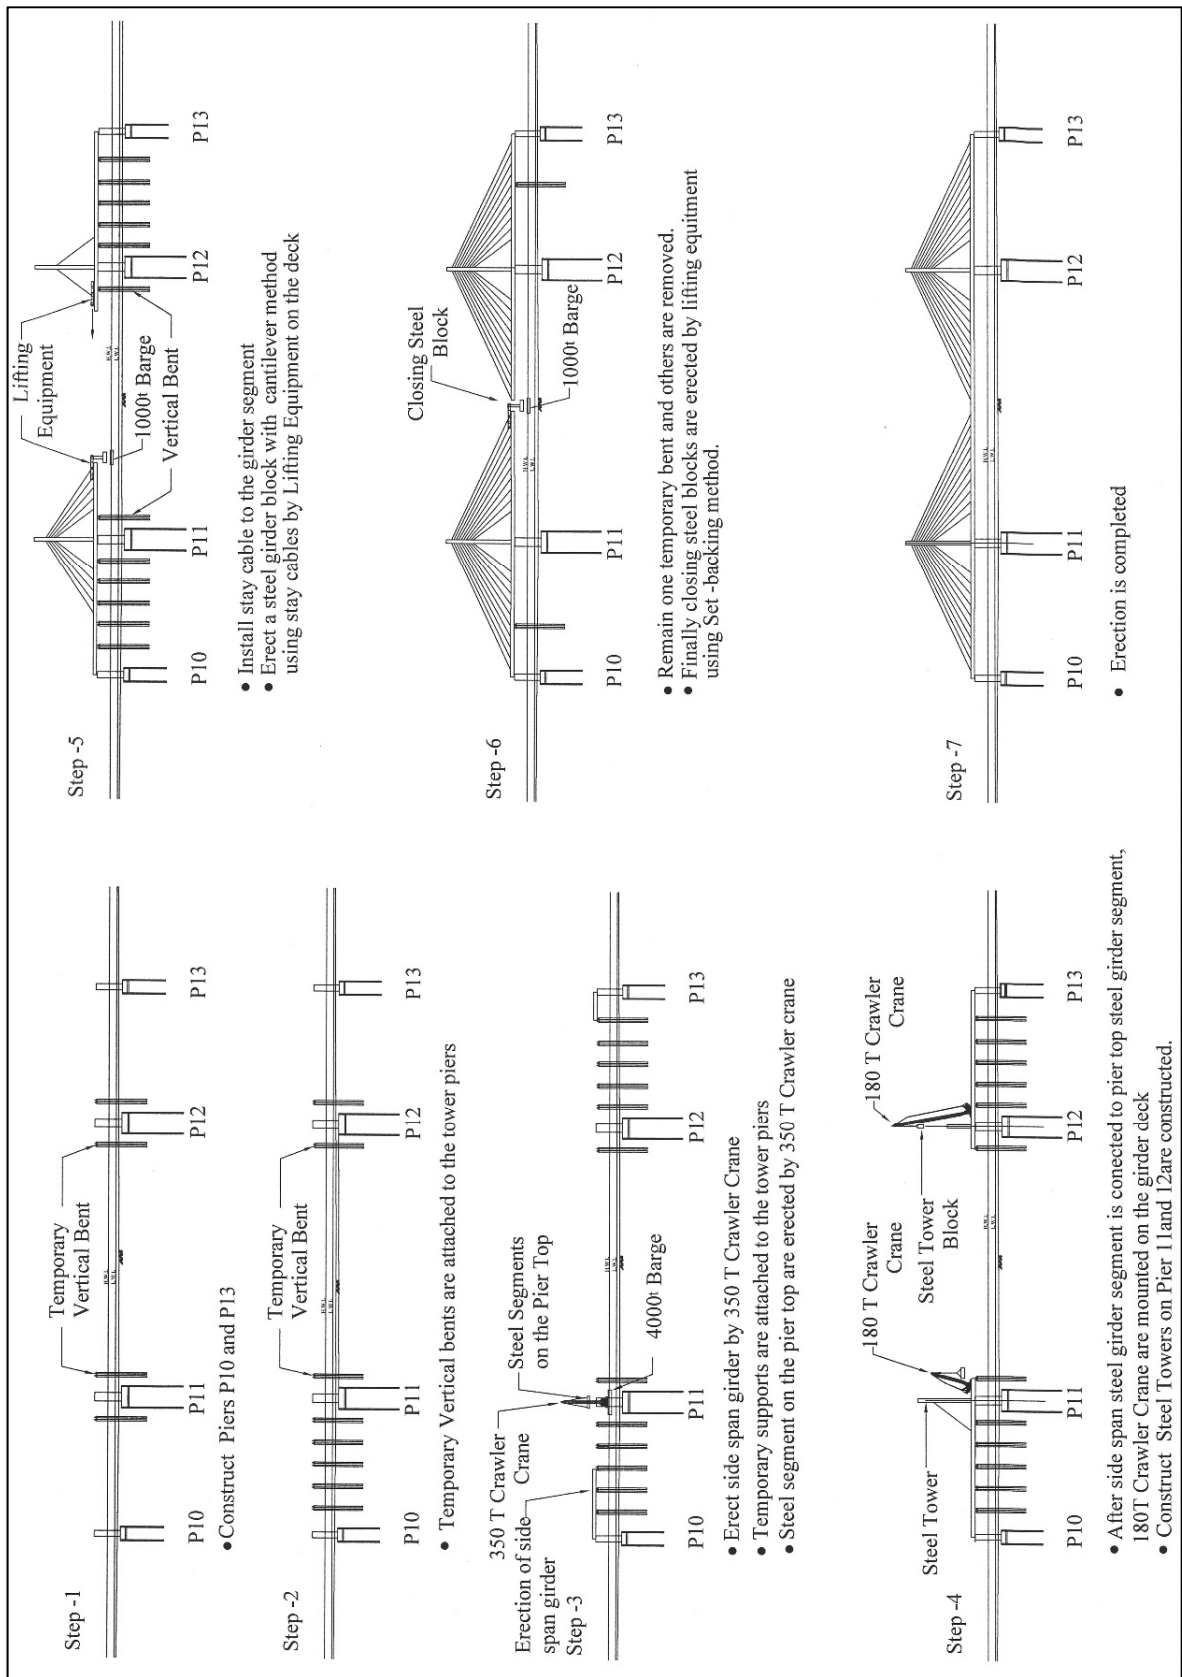 Step -1
Temporary
Vertical Bent
H.W.L
L.W.L
P10
P11
P12
P13
• Construct Piers P10 and P13
Step -2
Temporary
Vertical Bent
H.W.L
L.W.L
P10
P11
P12
P13
• Temporary Vertical bents are attached to the tower piers
350 T Crawler
Crane
Erection of side
span girder
Step -3
Steel Segments
on the Pier Top
H.W.L
L.W.L
4000t Barge
P10
P11
P12
P13
• Erect side span girder by 350 T Crawler Crane
• Temporary supports are attached to the tower piers
• Steel segment on the pier top are erected by 350 T Crawler crane
Step -4
Steel Tower
180 T Crawler
Crane
Steel Tower
Block
180 T Crawler
Crane
H.W.L
L.W.L
P10
P11
P12
P13
• After side span steel girder segment is conected to pier top steel girder segment,
180T Crawler Crane are mounted on the girder deck
• Construct Steel Towers on Pier 11and 12are constructed.
Step -5
Lifting
Equipment
H.W.L
L.W.L
1000t Barge
Vertical Bent
P10
P11
P12
P13
• Install stay cable to the girder segment
• Erect a steel girder block with cantilever method
using stay cables by Lifting Equipment on the deck
Step -6
Closing Steel
Block
H.W.L
L.W.L
1000t Barge
P10
P11
P12
P13
• Remain one temporary bent and others are removed.
• Finally closing steel blocks are erected by lifting equitment
using Set -backing method.
Step -7
H.W.L
L.W.L
P10
P11
P12
P13
• Erection is completed